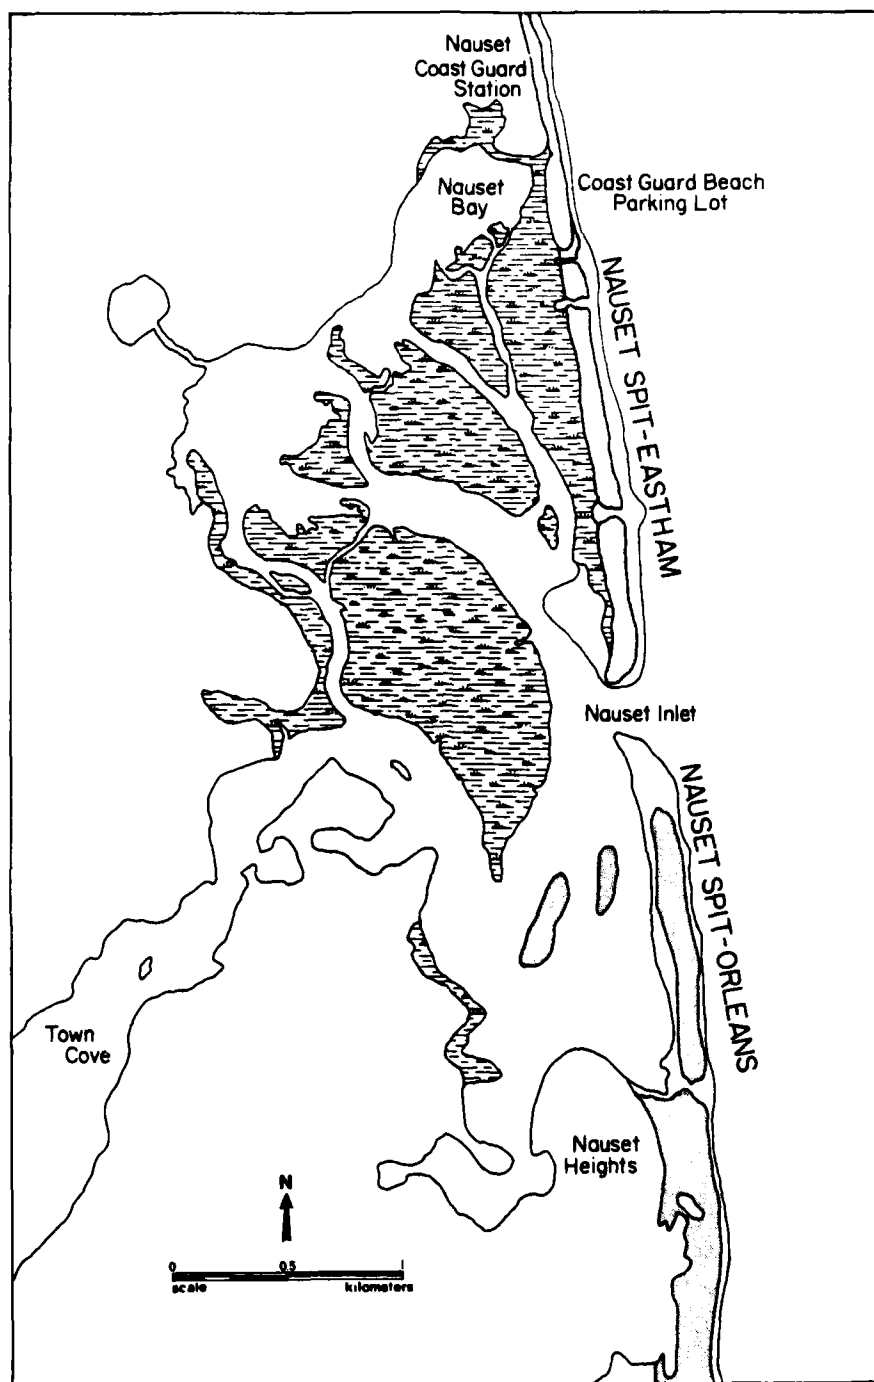 Nauset
Coast Guard
Station
Nauset
Bay
Coast Guard Beach
Parking Lot
NAUSET SPIT-EASTHAM
Nauset Inlet
NAUSET SPIT-ORLEANS
Town
Cove
Nauset
Heights
N
0 0.5 1
scale kilometers